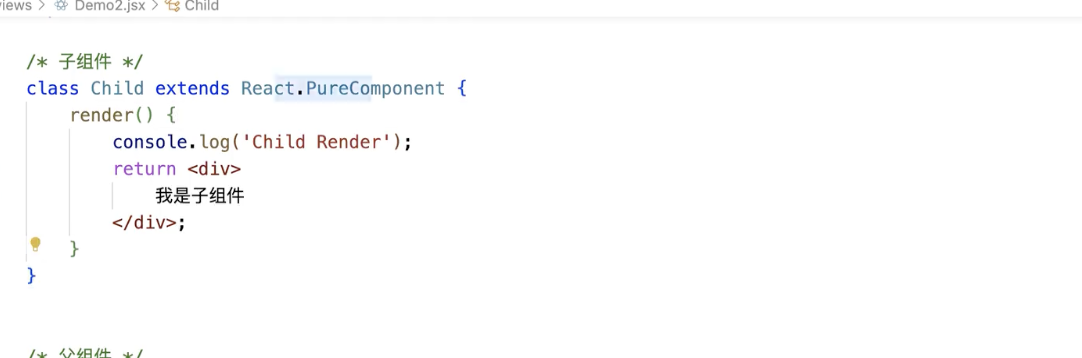 views > Demo2.jsx > Child
/* 子组件 */
class Child extends React.PureComponent {
render() {
console.log('Child Render');
return <div>
我是子组件
</div>;
}
}
/* 父组件 */